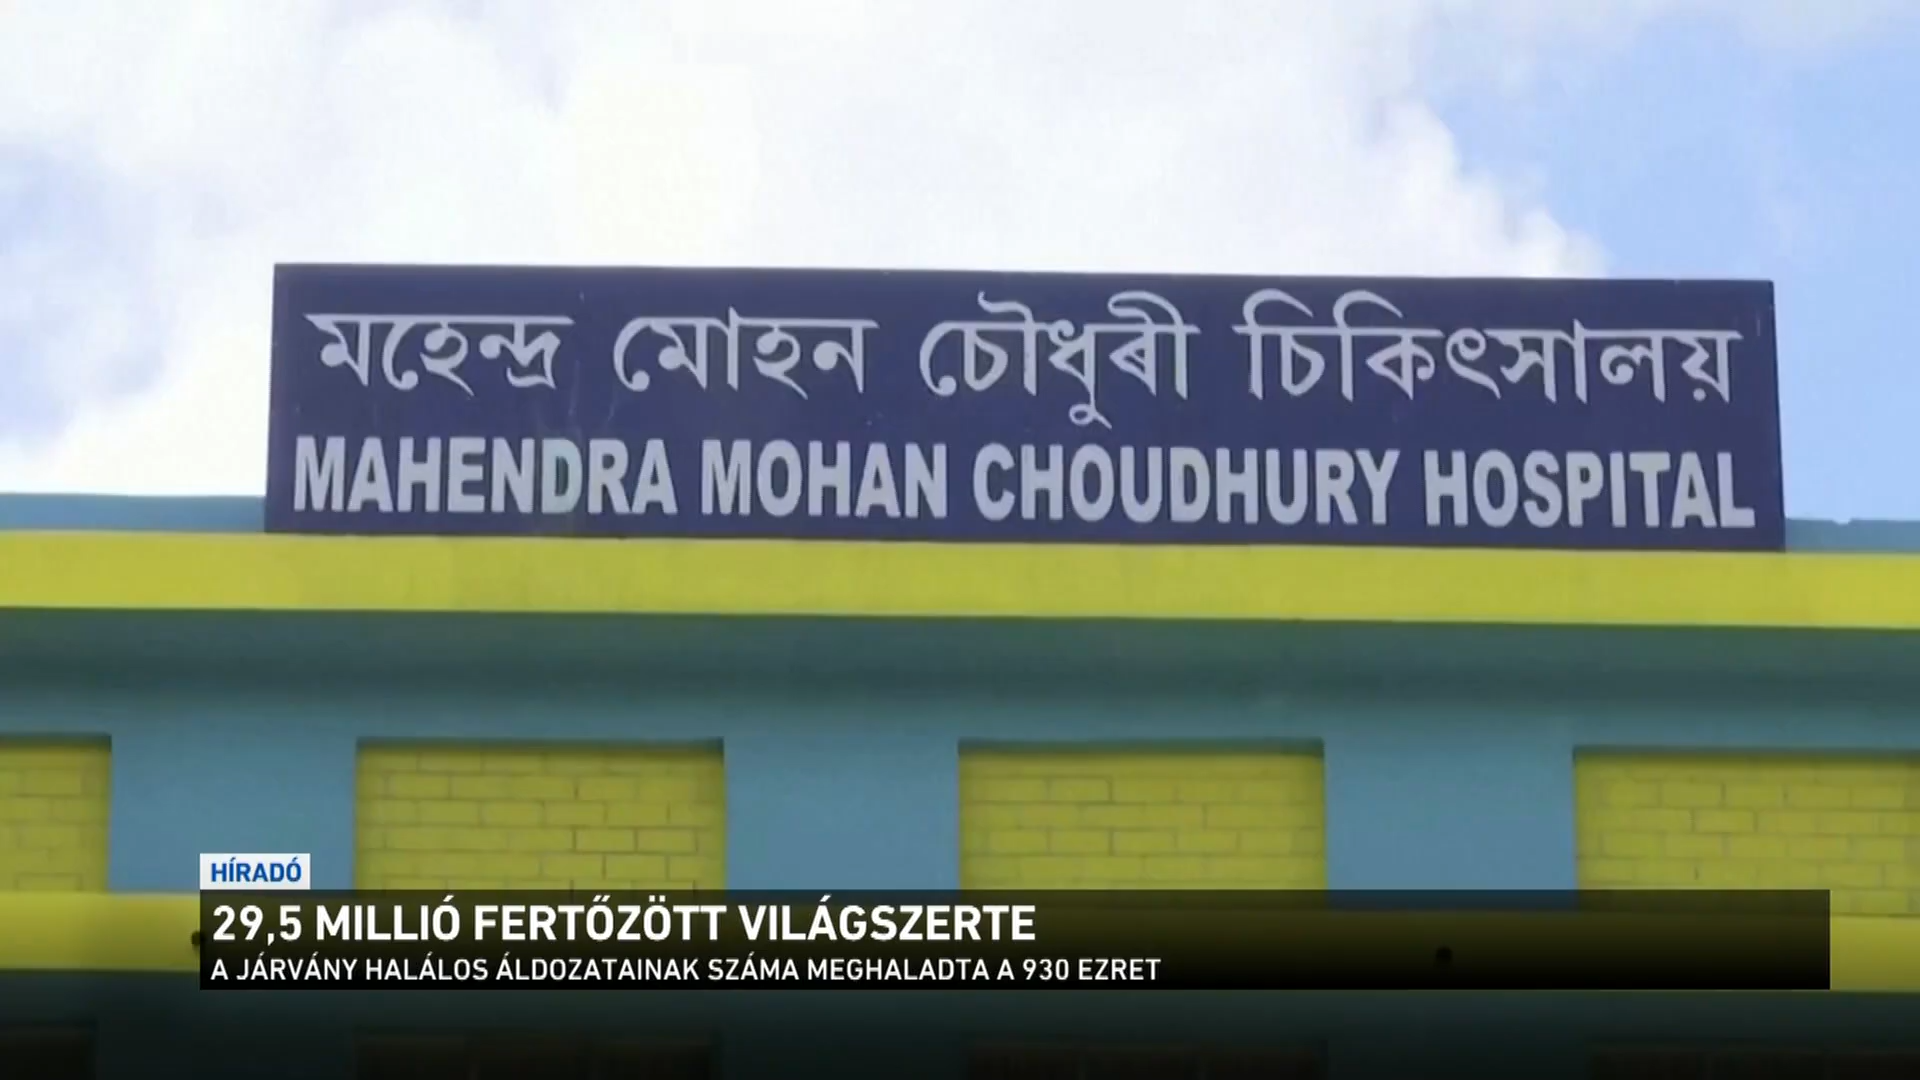 মহেন্দ্ৰ মোহন চৌধুৰী চিকিৎসালয়
MAHENDRA MOHAN CHOUDHURY HOSPITAL
HÍRADÓ
29,5 MILLIÓ FERTŐZÖTT VILÁGSZERTE
A JÁRVÁNY HALÁLOS ÁLDOZATAINAK SZÁMA MEGHALADTA A 930 EZRET